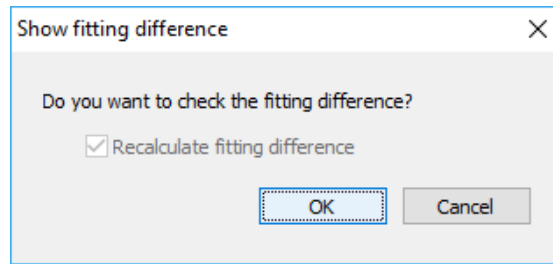 Show fitting difference
Do you want to check the fitting difference?
Recalculate fitting difference
OK
Cancel